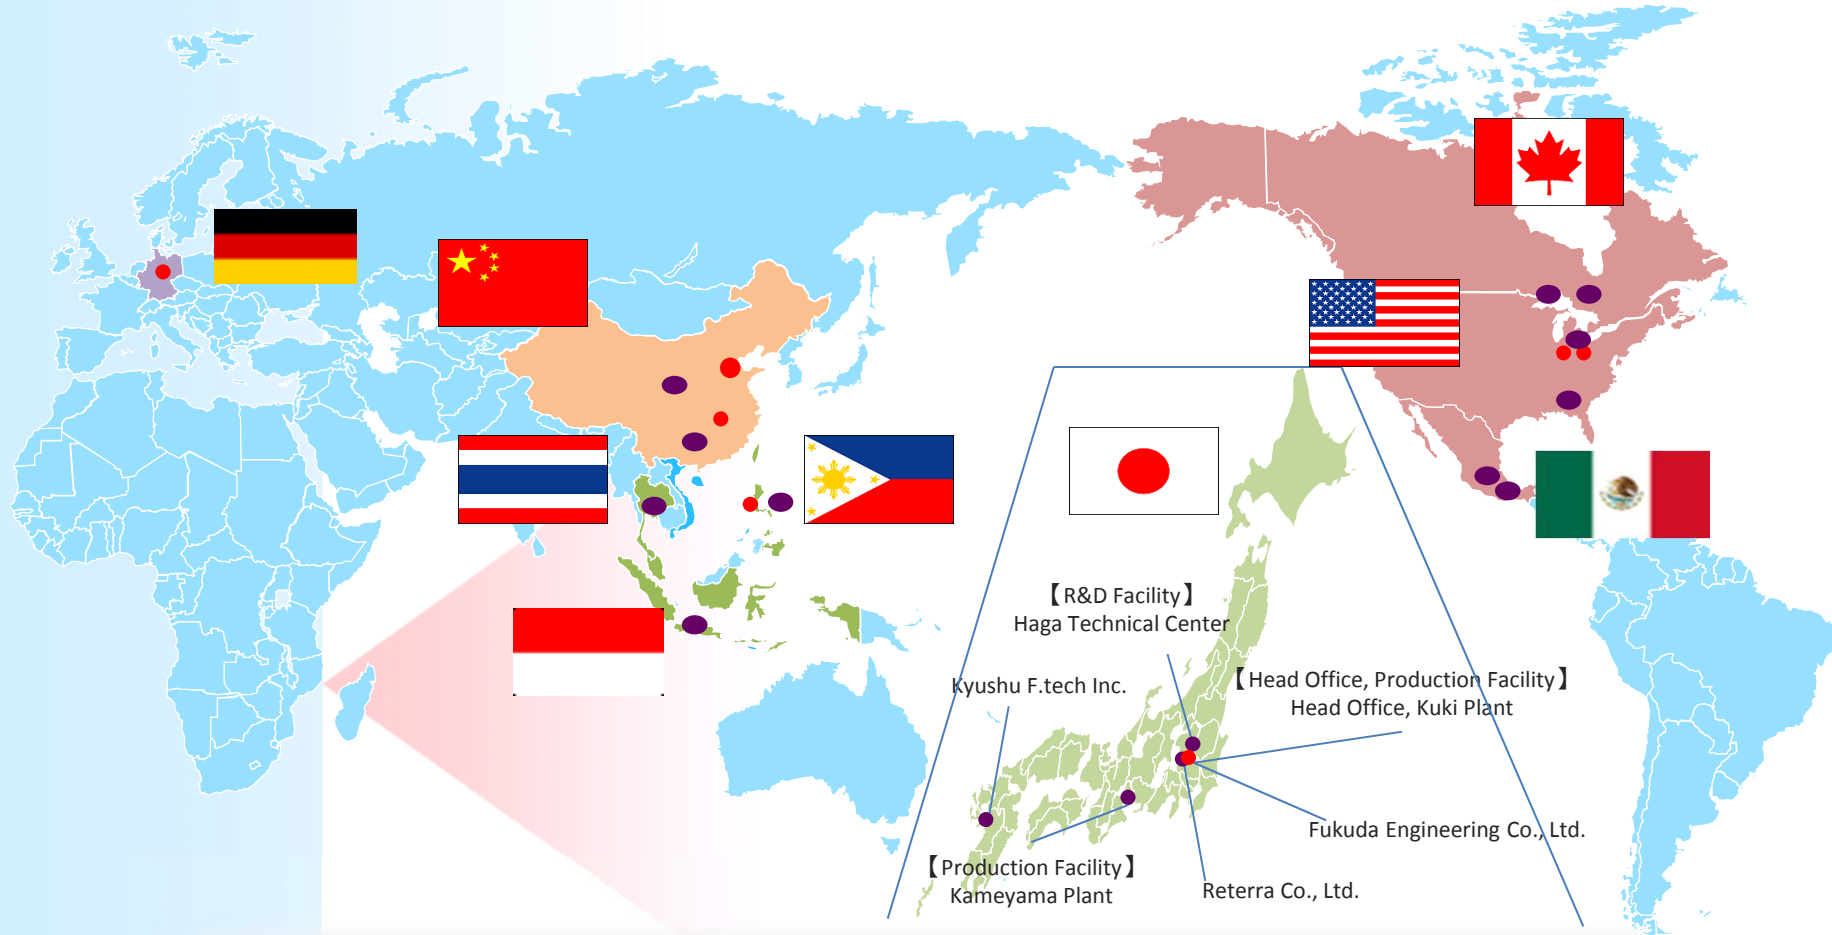 【R&D Facility】
Haga Technical Center
Kyushu F.tech Inc.
【Head Office, Production Facility】
Head Office, Kuki Plant
Fukuda Engineering Co., Ltd.
【Production Facility】
Kameyama Plant
Reterra Co., Ltd.